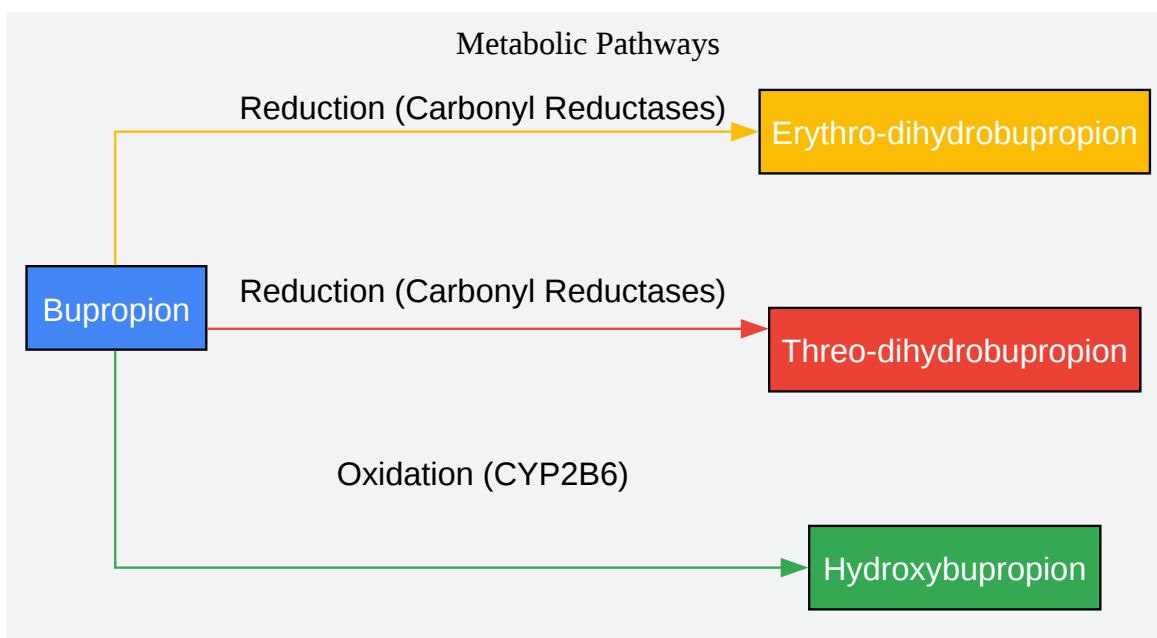 Metabolic Pathways
Reduction (Carbonyl Reductases)
Erythro-dihydrobupropion
Bupropion
Reduction (Carbonyl Reductases)
Threo-dihydrobupropion
Oxidation (CYP2B6)
Hydroxybupropion